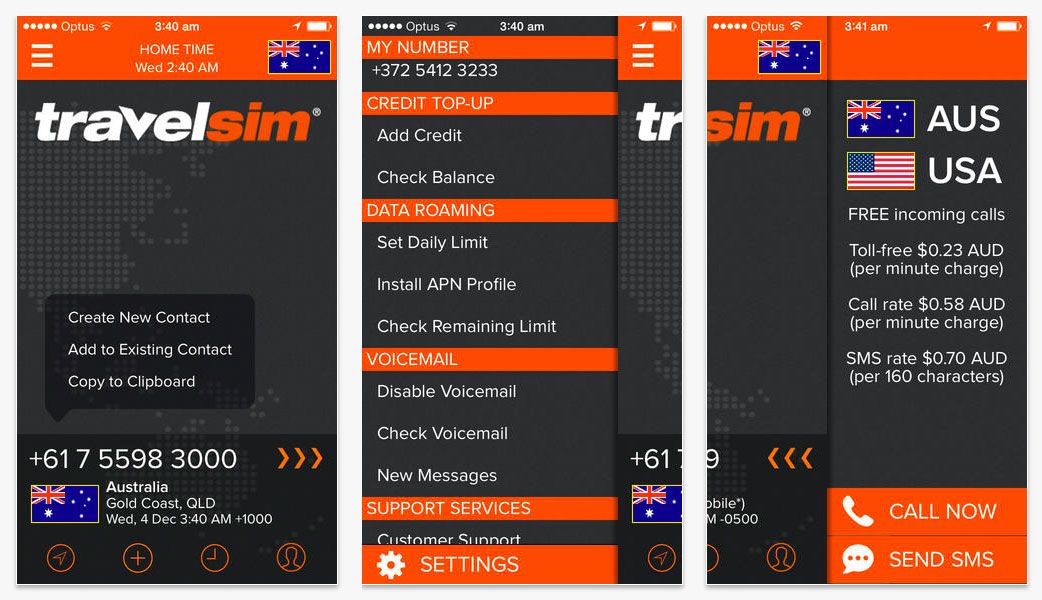 Optus
3:40 am
HOME TIME
Wed 2:40 AM
travelsim®
Create New Contact
Add to Existing Contact
Copy to Clipboard
+61 7 5598 3000
Australia
Gold Coast, QLD
Wed, 4 Dec 3:40 AM +1000
Optus
3:40 am
MY NUMBER
+372 5412 3233
CREDIT TOP-UP
Add Credit
Check Balance
DATA ROAMING
Set Daily Limit
Install APN Profile
Check Remaining Limit
VOICEMAIL
Disable Voicemail
Check Voicemail
New Messages
SUPPORT SERVICES
Customer Support
SETTINGS
tr
+61 7
Optus
3:41 am
sim®
9
obile*)
M -0500
AUS
USA
FREE incoming calls
Toll-free $0.23 AUD
(per minute charge)
Call rate $0.58 AUD
(per minute charge)
SMS rate $0.70 AUD
(per 160 characters)
CALL NOW
SEND SMS